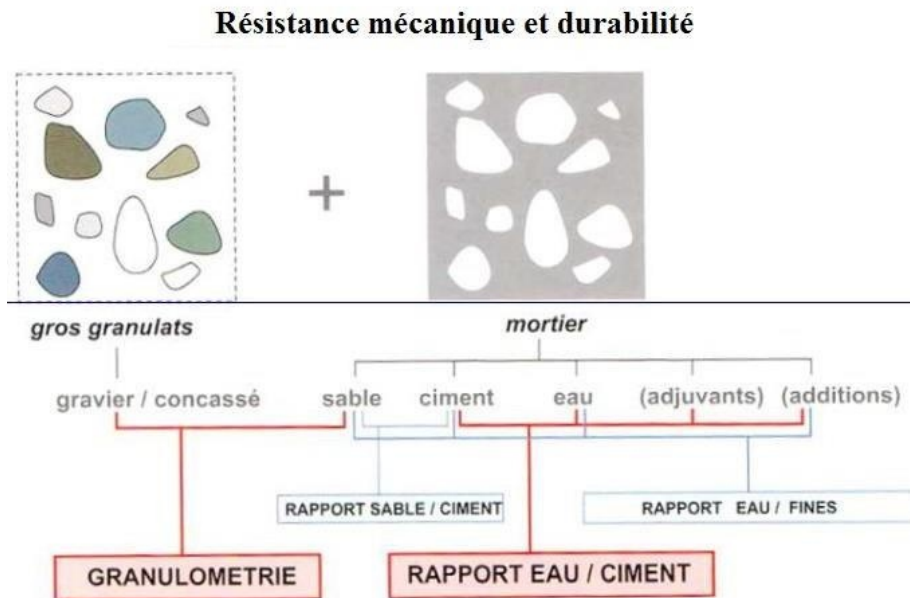 Résistance mécanique et durabilité
+
gros granulats
mortier
gravier / concassé
sable
ciment
eau
(adjuvants)
(additions)
RAPPORT SABLE / CIMENT
RAPPORT EAU / FINES
GRANULOMETRIE
RAPPORT EAU / CIMENT